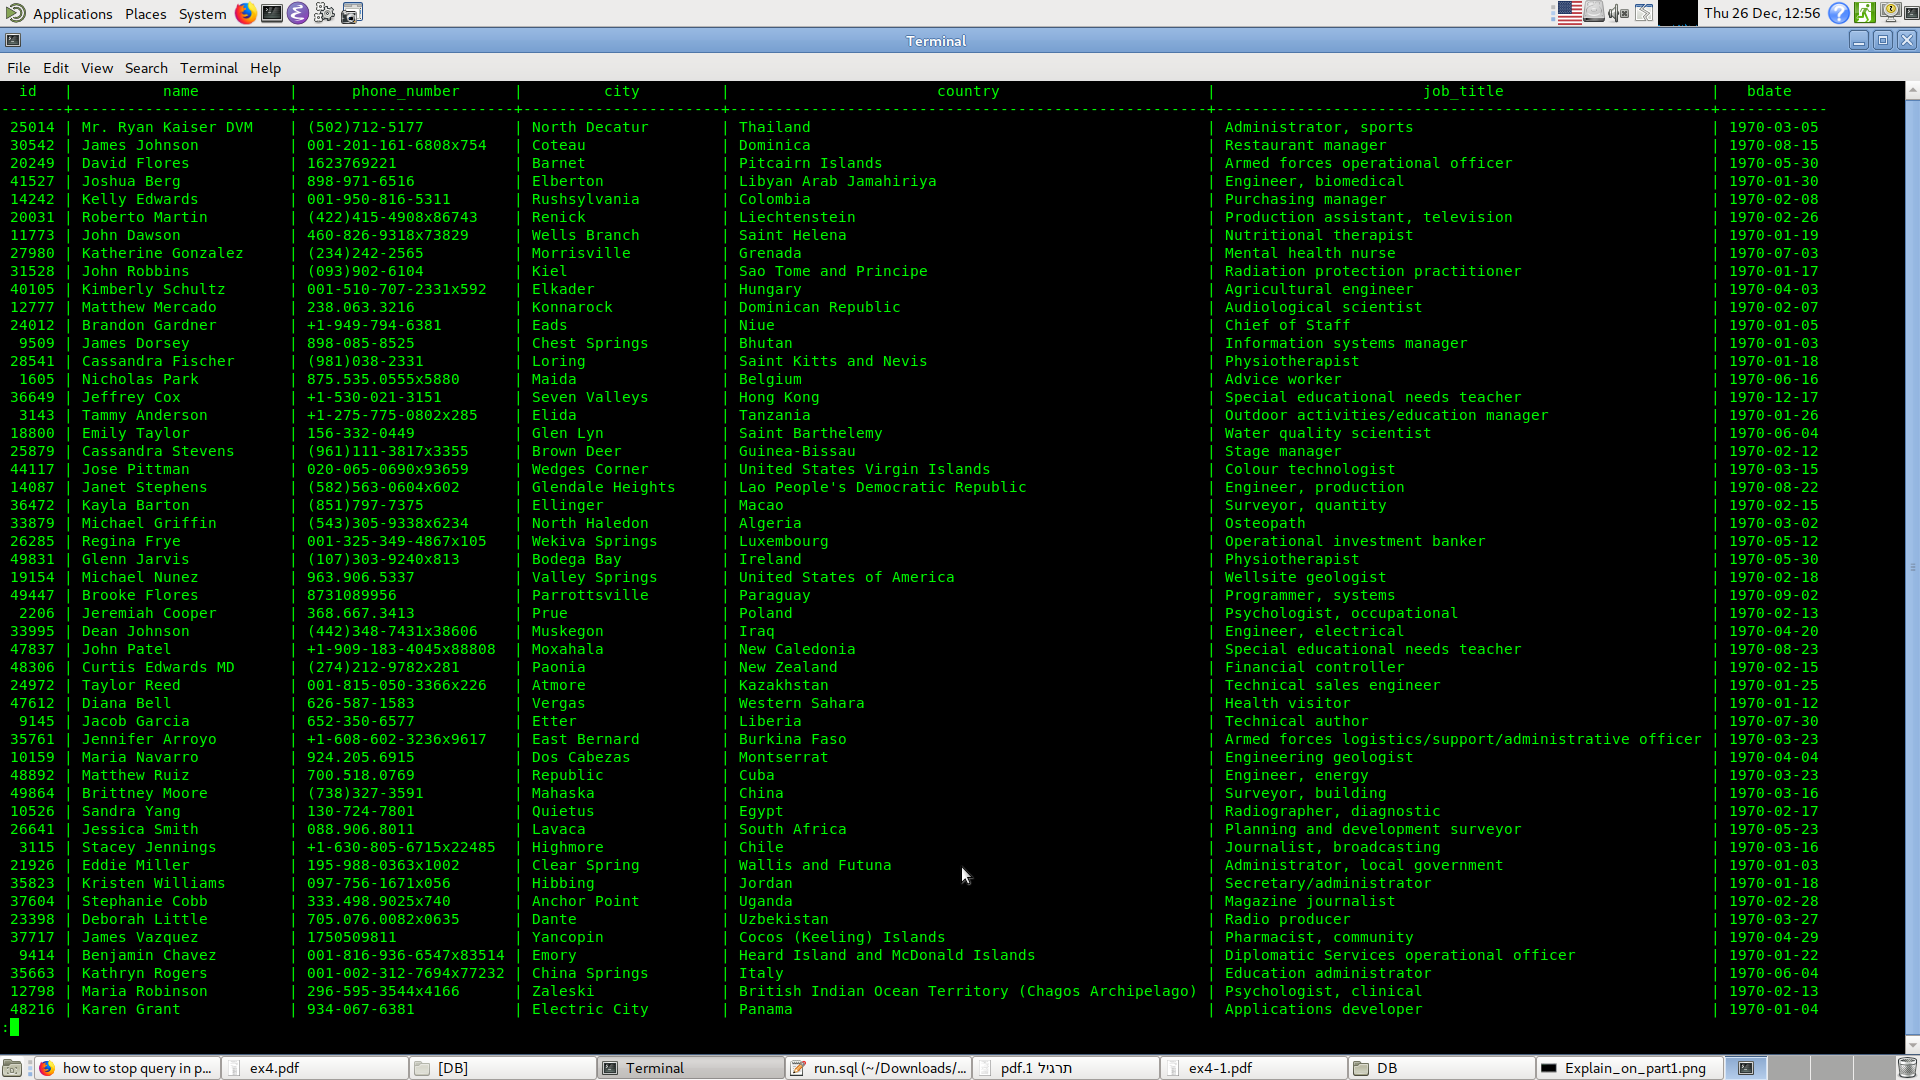 Applications Places System Thu 26 Dec, 12:56
Terminal
File Edit View Search Terminal Help
id | name | phone_number | city | country | job_title | bdate
-------+-------------------------+------------------------+----------------------+-----------------------------------------------------+-------------------------------------------------------+------------
25014 | Mr. Ryan Kaiser DVM | (502)712-5177 | North Decatur | Thailand | Administrator, sports | 1970-03-05
30542 | James Johnson | 001-201-161-6808x754 | Coteau | Dominica | Restaurant manager | 1970-08-15
20249 | David Flores | 1623769221 | Barnet | Pitcairn Islands | Armed forces operational officer | 1970-05-30
41527 | Joshua Berg | 898-971-6516 | Elberton | Libyan Arab Jamahiriya | Engineer, biomedical | 1970-01-30
14242 | Kelly Edwards | 001-950-816-5311 | Rushsylvania | Colombia | Purchasing manager | 1970-02-08
20031 | Roberto Martin | (422)415-4908x86743 | Renick | Liechtenstein | Production assistant, television | 1970-02-26
11773 | John Dawson | 460-826-9318x73829 | Wells Branch | Saint Helena | Nutritional therapist | 1970-01-19
27980 | Katherine Gonzalez | (234)242-2565 | Morrisville | Grenada | Mental health nurse | 1970-07-03
31528 | John Robbins | (093)902-6104 | Kiel | Sao Tome and Principe | Radiation protection practitioner | 1970-01-17
40105 | Kimberly Schultz | 001-510-707-2331x592 | Elkader | Hungary | Agricultural engineer | 1970-04-03
12777 | Matthew Mercado | 238.063.3216 | Konnarock | Dominican Republic | Audiological scientist | 1970-02-07
24012 | Brandon Gardner | +1-949-794-6381 | Eads | Niue | Chief of Staff | 1970-01-05
9509 | James Dorsey | 898-085-8525 | Chest Springs | Bhutan | Information systems manager | 1970-01-03
28541 | Cassandra Fischer | (981)038-2331 | Loring | Saint Kitts and Nevis | Physiotherapist | 1970-01-18
1605 | Nicholas Park | 875.535.0555x5880 | Maida | Belgium | Advice worker | 1970-06-16
36649 | Jeffrey Cox | +1-530-021-3151 | Seven Valleys | Hong Kong | Special educational needs teacher | 1970-12-17
3143 | Tammy Anderson | +1-275-775-0802x285 | Elida | Tanzania | Outdoor activities/education manager | 1970-01-26
18800 | Emily Taylor | 156-332-0449 | Glen Lyn | Saint Barthelemy | Water quality scientist | 1970-06-04
25879 | Cassandra Stevens | (961)111-3817x3355 | Brown Deer | Guinea-Bissau | Stage manager | 1970-02-12
44117 | Jose Pittman | 020-065-0690x93659 | Wedges Corner | United States Virgin Islands | Colour technologist | 1970-03-15
14087 | Janet Stephens | (582)563-0604x602 | Glendale Heights | Lao People's Democratic Republic | Engineer, production | 1970-08-22
36472 | Kayla Barton | (851)797-7375 | Ellinger | Macao | Surveyor, quantity | 1970-02-15
33879 | Michael Griffin | (543)305-9338x6234 | North Haledon | Algeria | Osteopath | 1970-03-02
26285 | Regina Frye | 001-325-349-4867x105 | Wekiva Springs | Luxembourg | Operational investment banker | 1970-05-12
49831 | Glenn Jarvis | (107)303-9240x813 | Bodega Bay | Ireland | Physiotherapist | 1970-05-30
19154 | Michael Nunez | 963.906.5337 | Valley Springs | United States of America | Wellsite geologist | 1970-02-18
49447 | Brooke Flores | 8731089956 | Parrottsville | Paraguay | Programmer, systems | 1970-09-02
2206 | Jeremiah Cooper | 368.667.3413 | Prue | Poland | Psychologist, occupational | 1970-02-13
33995 | Dean Johnson | (442)348-7431x38606 | Muskegon | Iraq | Engineer, electrical | 1970-04-20
47837 | John Patel | +1-909-183-4045x88808 | Moxahala | New Caledonia | Special educational needs teacher | 1970-08-23
48306 | Curtis Edwards MD | (274)212-9782x281 | Paonia | New Zealand | Financial controller | 1970-02-15
24972 | Taylor Reed | 001-815-050-3366x226 | Atmore | Kazakhstan | Technical sales engineer | 1970-01-25
47612 | Diana Bell | 626-587-1583 | Vergas | Western Sahara | Health visitor | 1970-01-12
9145 | Jacob Garcia | 652-350-6577 | Etter | Liberia | Technical author | 1970-07-30
35761 | Jennifer Arroyo | +1-608-602-3236x9617 | East Bernard | Burkina Faso | Armed forces logistics/support/administrative officer | 1970-03-23
10159 | Maria Navarro | 924.205.6915 | Dos Cabezas | Montserrat | Engineering geologist | 1970-04-04
48892 | Matthew Ruiz | 700.518.0769 | Republic | Cuba | Engineer, energy | 1970-03-23
49864 | Brittney Moore | (738)327-3591 | Mahaska | China | Surveyor, building | 1970-03-16
10526 | Sandra Yang | 130-724-7801 | Quietus | Egypt | Radiographer, diagnostic | 1970-02-17
26641 | Jessica Smith | 088.906.8011 | Lavaca | South Africa | Planning and development surveyor | 1970-05-23
3115 | Stacey Jennings | +1-630-805-6715x22485 | Highmore | Chile | Journalist, broadcasting | 1970-03-16
21926 | Eddie Miller | 195-988-0363x1002 | Clear Spring | Wallis and Futuna | Administrator, local government | 1970-01-03
35823 | Kristen Williams | 097-756-1671x056 | Hibbing | Jordan | Secretary/administrator | 1970-01-18
37604 | Stephanie Cobb | 333.498.9025x740 | Anchor Point | Uganda | Magazine journalist | 1970-02-28
23398 | Deborah Little | 705.076.0082x0635 | Dante | Uzbekistan | Radio producer | 1970-03-27
37717 | James Vazquez | 1750509811 | Yancopin | Cocos (Keeling) Islands | Pharmacist, community | 1970-04-29
9414 | Benjamin Chavez | 001-816-936-6547x83514 | Emory | Heard Island and McDonald Islands | Diplomatic Services operational officer | 1970-01-22
35663 | Kathryn Rogers | 001-002-312-7694x77232 | China Springs | Italy | Education administrator | 1970-06-04
12798 | Maria Robinson | 296-595-3544x4166 | Zaleski | British Indian Ocean Territory (Chagos Archipelago) | Psychologist, clinical | 1970-02-13
48216 | Karen Grant | 934-067-6381 | Electric City | Panama | Applications developer | 1970-01-04
:
how to stop query in p... ex4.pdf [DB] Terminal run.sql (~/Downloads/... תרגיל 1.pdf ex4-1.pdf DB Explain_on_part1.png